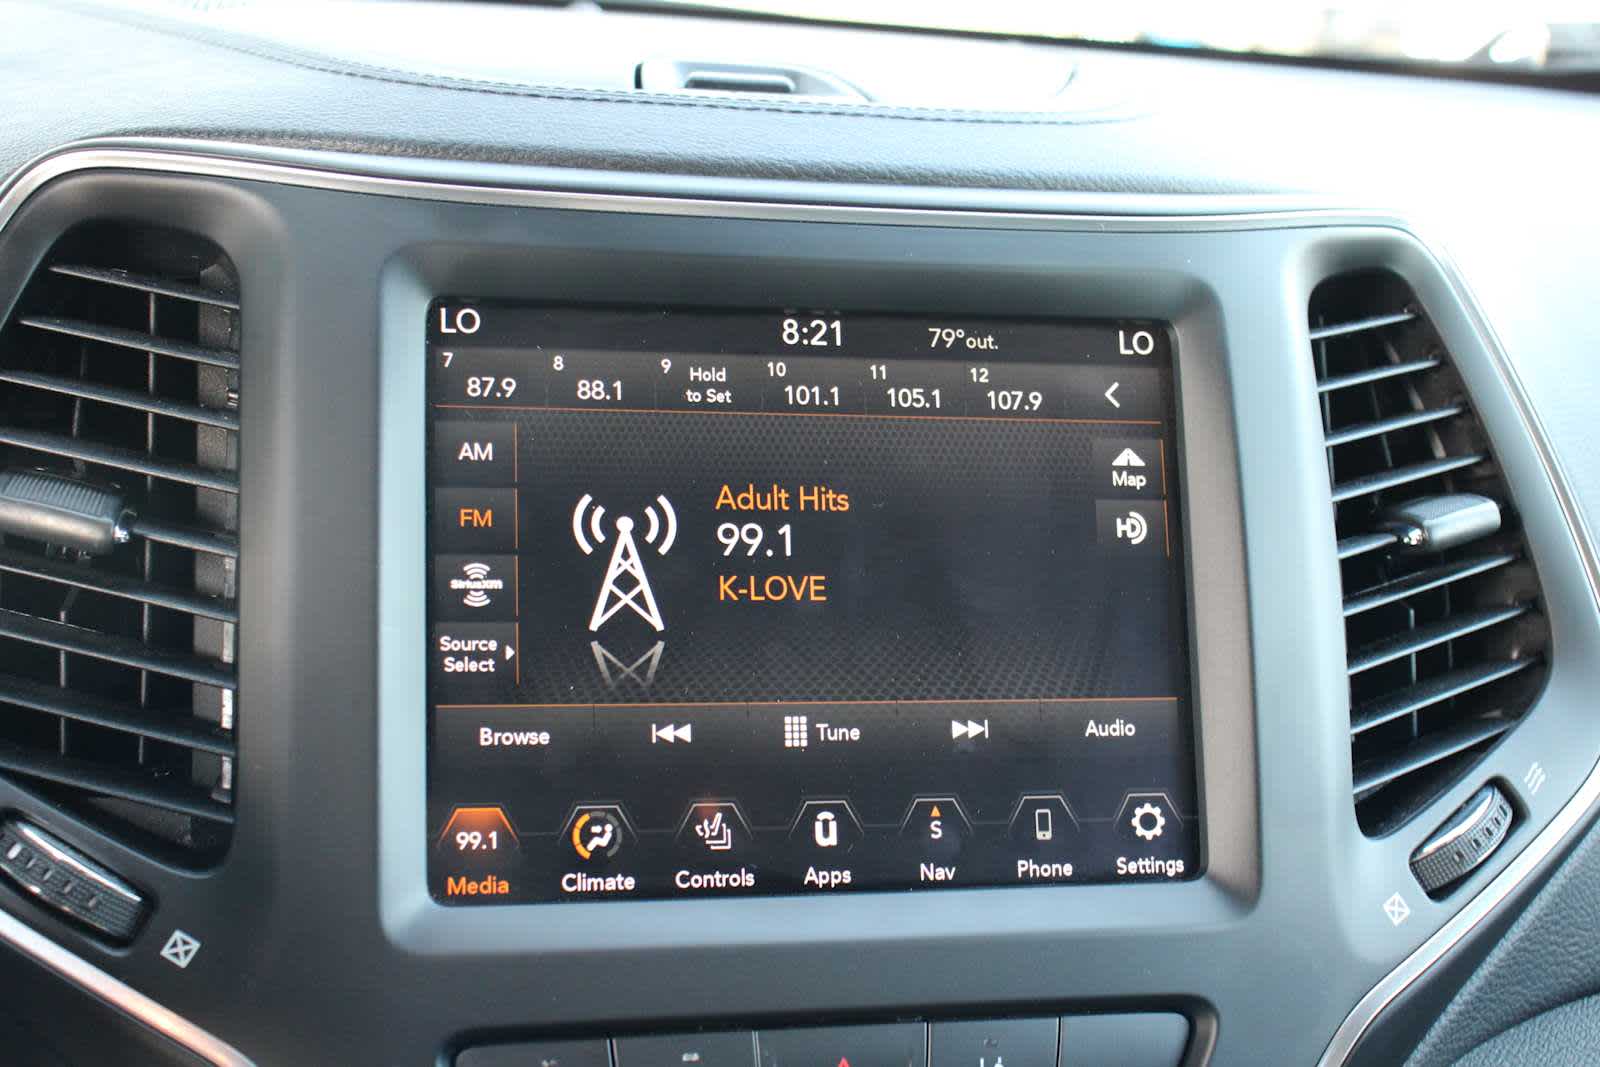 LO 8:21 79°out. LO
7 87.9 8 88.1 9 Hold to Set 10 101.1 11 105.1 12 107.9
AM
FM
SiriusXM
Source
Select
Adult Hits
99.1
K-LOVE
Map
HD
Browse Tune Audio
99.1 S
Media Climate Controls Apps Nav Phone Settings